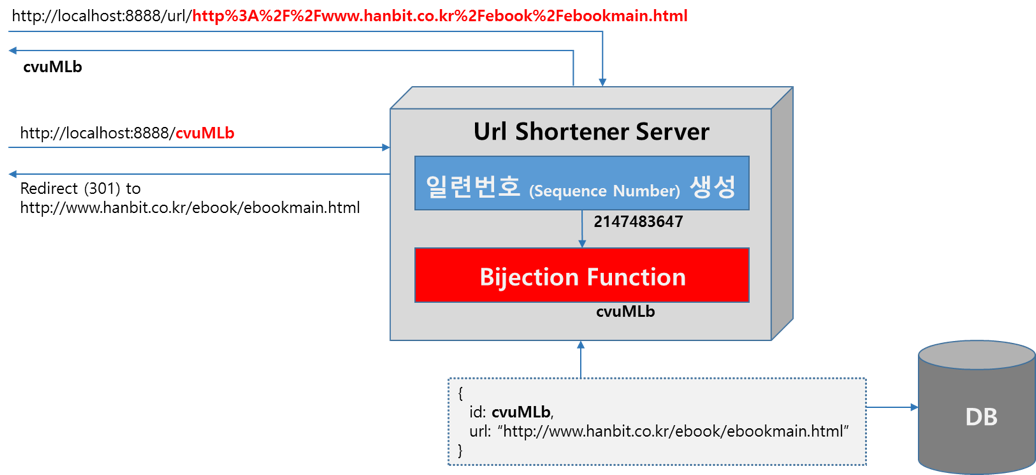 http://localhost:8888/url/http%3A%2F%2Fwww.hanbit.co.kr%2Febook%2Febookmain.html
cvuMLb
http://localhost:8888/cvuMLb
Redirect (301) to
http://www.hanbit.co.kr/ebook/ebookmain.html
Url Shortener Server
일련번호 (Sequence Number) 생성
2147483647
Bijection Function
cvuMLb
{
id: cvuMLb,
url: “http://www.hanbit.co.kr/ebook/ebookmain.html”
}
DB